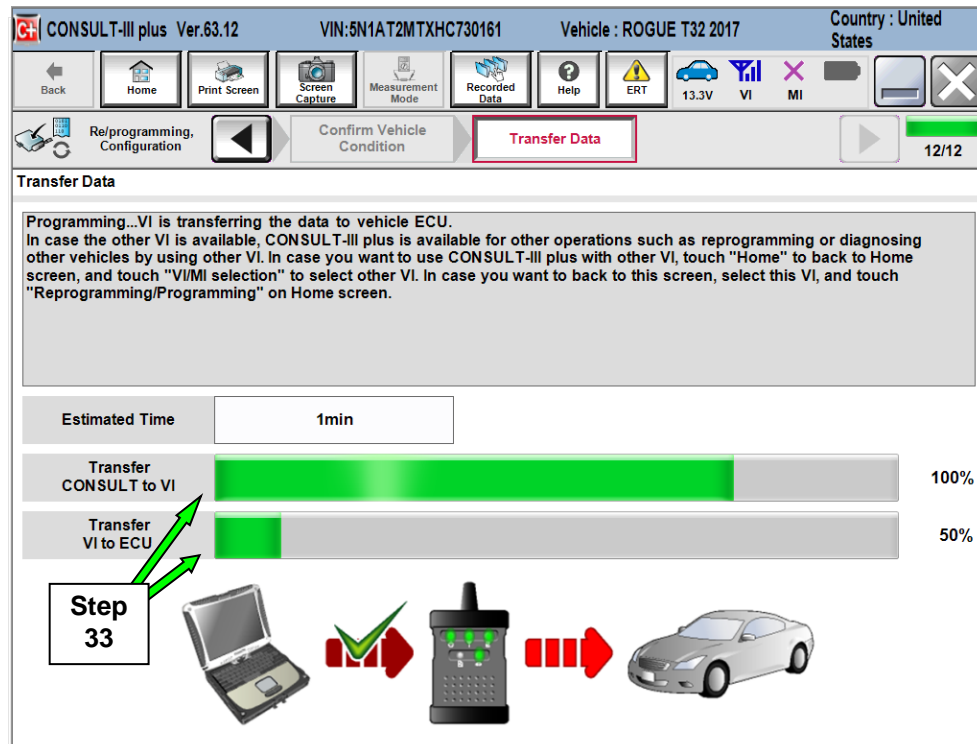 C+ CONSULT-III plus Ver.63.12 VIN:5N1AT2MTXHC730161 Vehicle : ROGUE T32 2017 Country : United
States
Back Home Print Screen Screen
Capture Measurement
Mode Recorded
Data Help ERT 13.3V VI MI
Re/programming,
Configuration
Confirm Vehicle
Condition
Transfer Data
12/12
Transfer Data
Programming...VI is transferring the data to vehicle ECU.
In case the other VI is available, CONSULT-III plus is available for other operations such as reprogramming or diagnosing
other vehicles by using other VI. In case you want to use CONSULT-III plus with other VI, touch "Home" to back to Home
screen, and touch "VI/MI selection" to select other VI. In case you want to back to this screen, select this VI, and touch
"Reprogramming/Programming" on Home screen.
Estimated Time 1min
Transfer
CONSULT to VI 100%
Transfer
VI to ECU 50%
Step
33